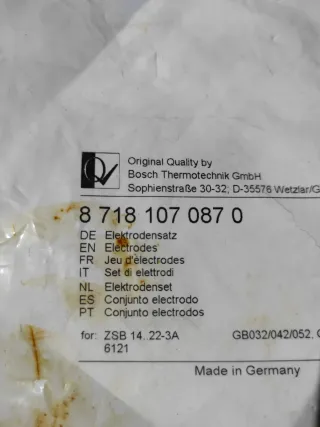 QV
Original Quality by
Bosch Thermotechnik GmbH
Sophienstraße 30-32; D-35576 Wetzlar/G
8 718 107 087 0
DE Elektrodensatz
EN Electrodes
FR Jeu d'électrodes
IT Set di elettrodi
NL Elektrodenset
ES Conjunto electrodo
PT Conjunto electrodos
for: ZSB 14..22-3A GB032/042/052,
6121
Made in Germany